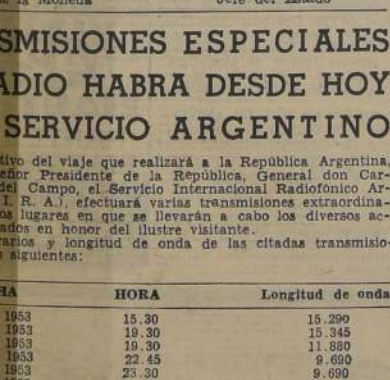 de la Moneda Jefe del Estado
SMISIONES ESPECIALES
ADIO HABRA DESDE HOY
SERVICIO ARGENTINO
tivo del viaje que realizará a la República Argentina,
eñor Presidente de la República, General don Car-
del Campo, el Servicio Internacional Radiofónico Ar-
I. R. A.), efectuará varias transmisiones extraordina-
os lugares en que se llevarán a cabo los diversos ac-
ados en honor del ilustre visitante.
rarios y longitud de onda de las citadas transmisio-
siguientes:
HA HORA Longitud de onda
1953 15.30 15.290
1953 19.30 15.345
1953 19.30 11.880
1953 22.45 9.690
1953 23.30 9.690